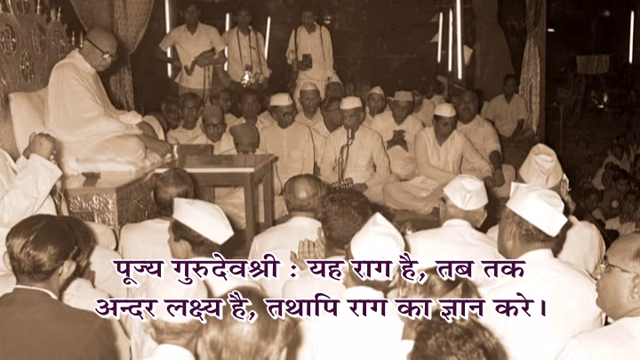 पूज्य गुरुदेवश्री : यह राग है, तब तक
अन्दर लक्ष्य है, तथापि राग का ज्ञान करे।